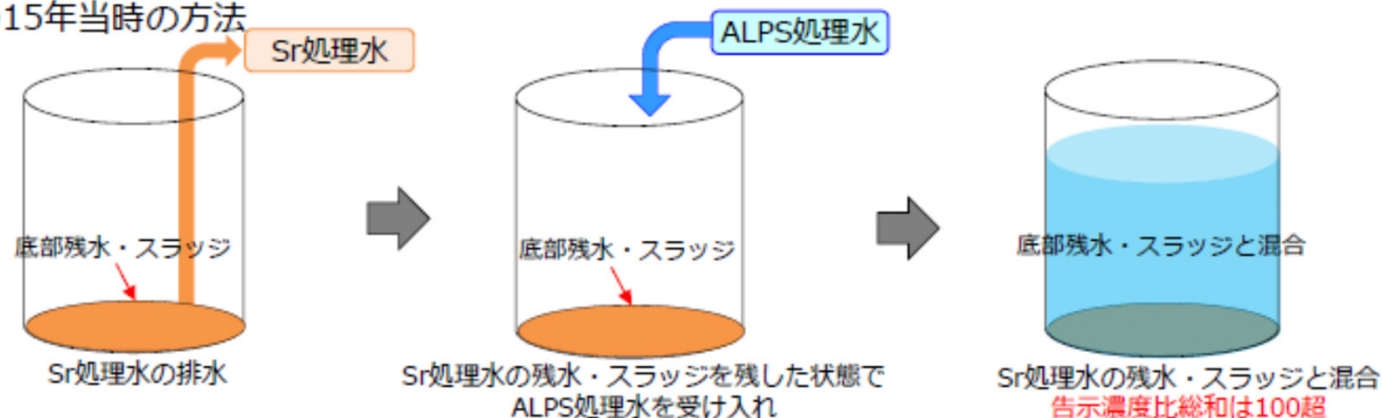 15年当時の方法
Sr処理水
ALPS処理水
底部残水・スラッジ
底部残水・スラッジ
底部残水・スラッジと混合
Sr処理水の排水
Sr処理水の残水・スラッジを残した状態で
ALPS処理水を受け入れ
Sr処理水の残水・スラッジと混合
告示濃度比総和は100超